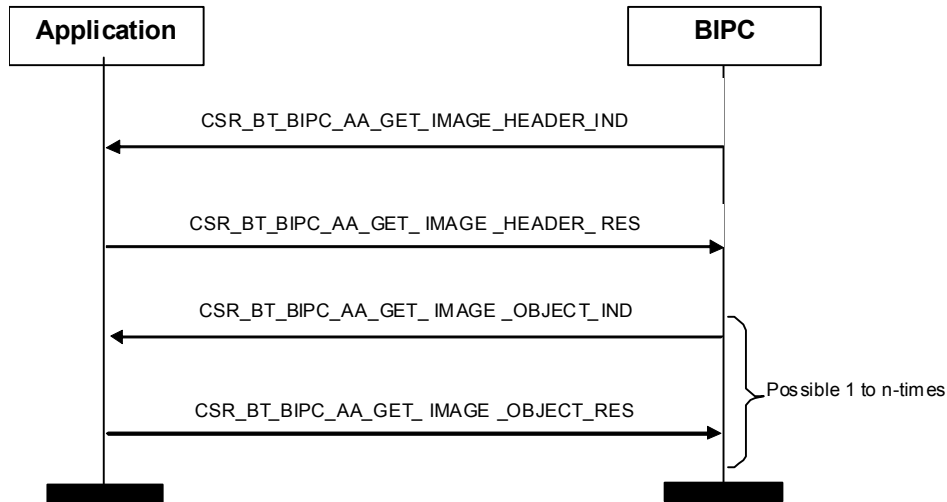 Application
BIPC
CSR_BT_BIPC_AA_GET_IMAGE_HEADER_IND
CSR_BT_BIPC_AA_GET_ IMAGE _HEADER_ RES
CSR_BT_BIPC_AA_GET_ IMAGE _OBJECT_IND
Possible 1 to n-times
CSR_BT_BIPC_AA_GET_ IMAGE _OBJECT_RES